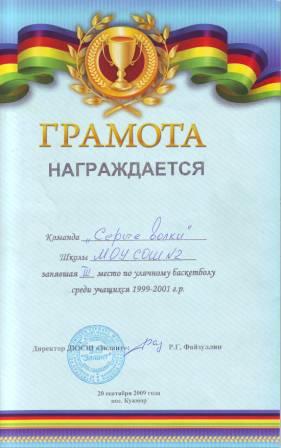 ГРАМОТА
НАГРАЖДАЕТСЯ
Команда „Серые волки"
Школы МОУ СОШ №2
занявшая III место по уличному баскетболу
среди учащихся 1999-2001 г.р.
Директор ДЮСШ «Зилант» Р.Г. Файзуллин
20 сентября 2009 года
пос. Кукмор